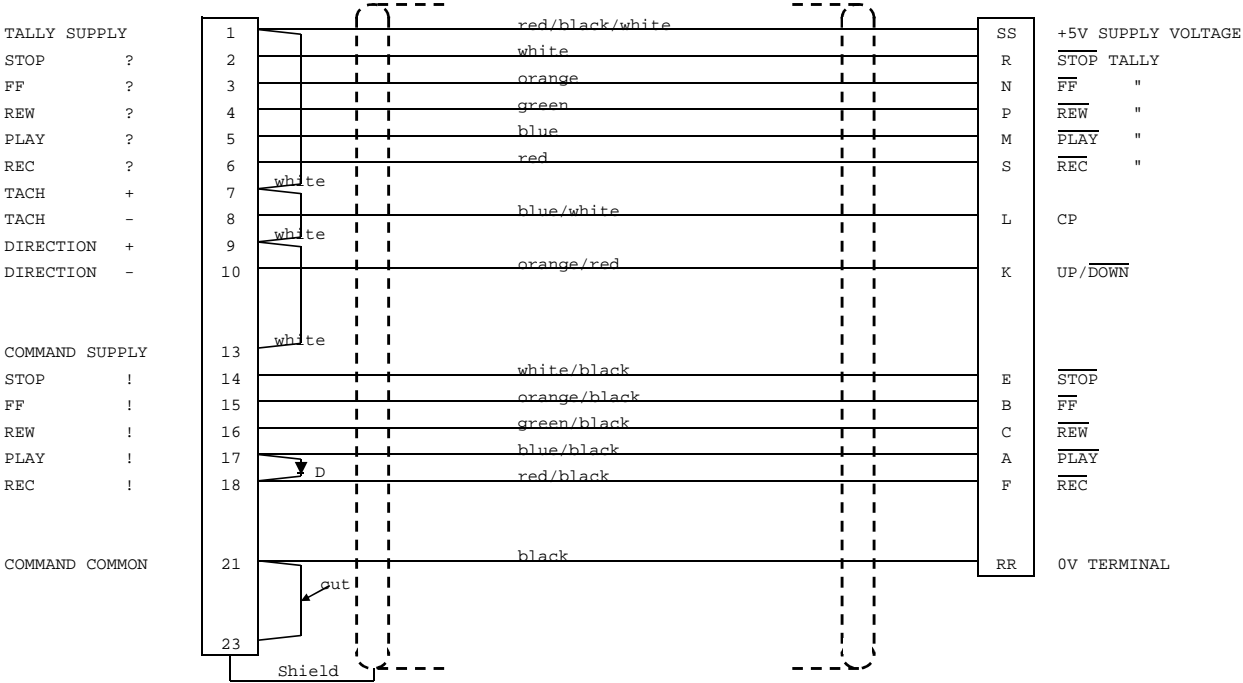 TALLY SUPPLY 1 red/black/white SS +5V SUPPLY VOLTAGE
STOP ? 2 white R STOP TALLY
FF ? 3 orange N FF "
REW ? 4 green P REW "
PLAY ? 5 blue M PLAY "
REC ? 6 red S REC "
TACH + 7 white
TACH - 8 blue/white L CP
DIRECTION + 9 white
DIRECTION - 10 orange/red K UP/DOWN
COMMAND SUPPLY 13 white
STOP ! 14 white/black E STOP
FF ! 15 orange/black B FF
REW ! 16 green/black C REW
PLAY ! 17 blue/black A PLAY
D
REC ! 18 red/black F REC
COMMAND COMMON 21 black RR 0V TERMINAL
cut
23
Shield